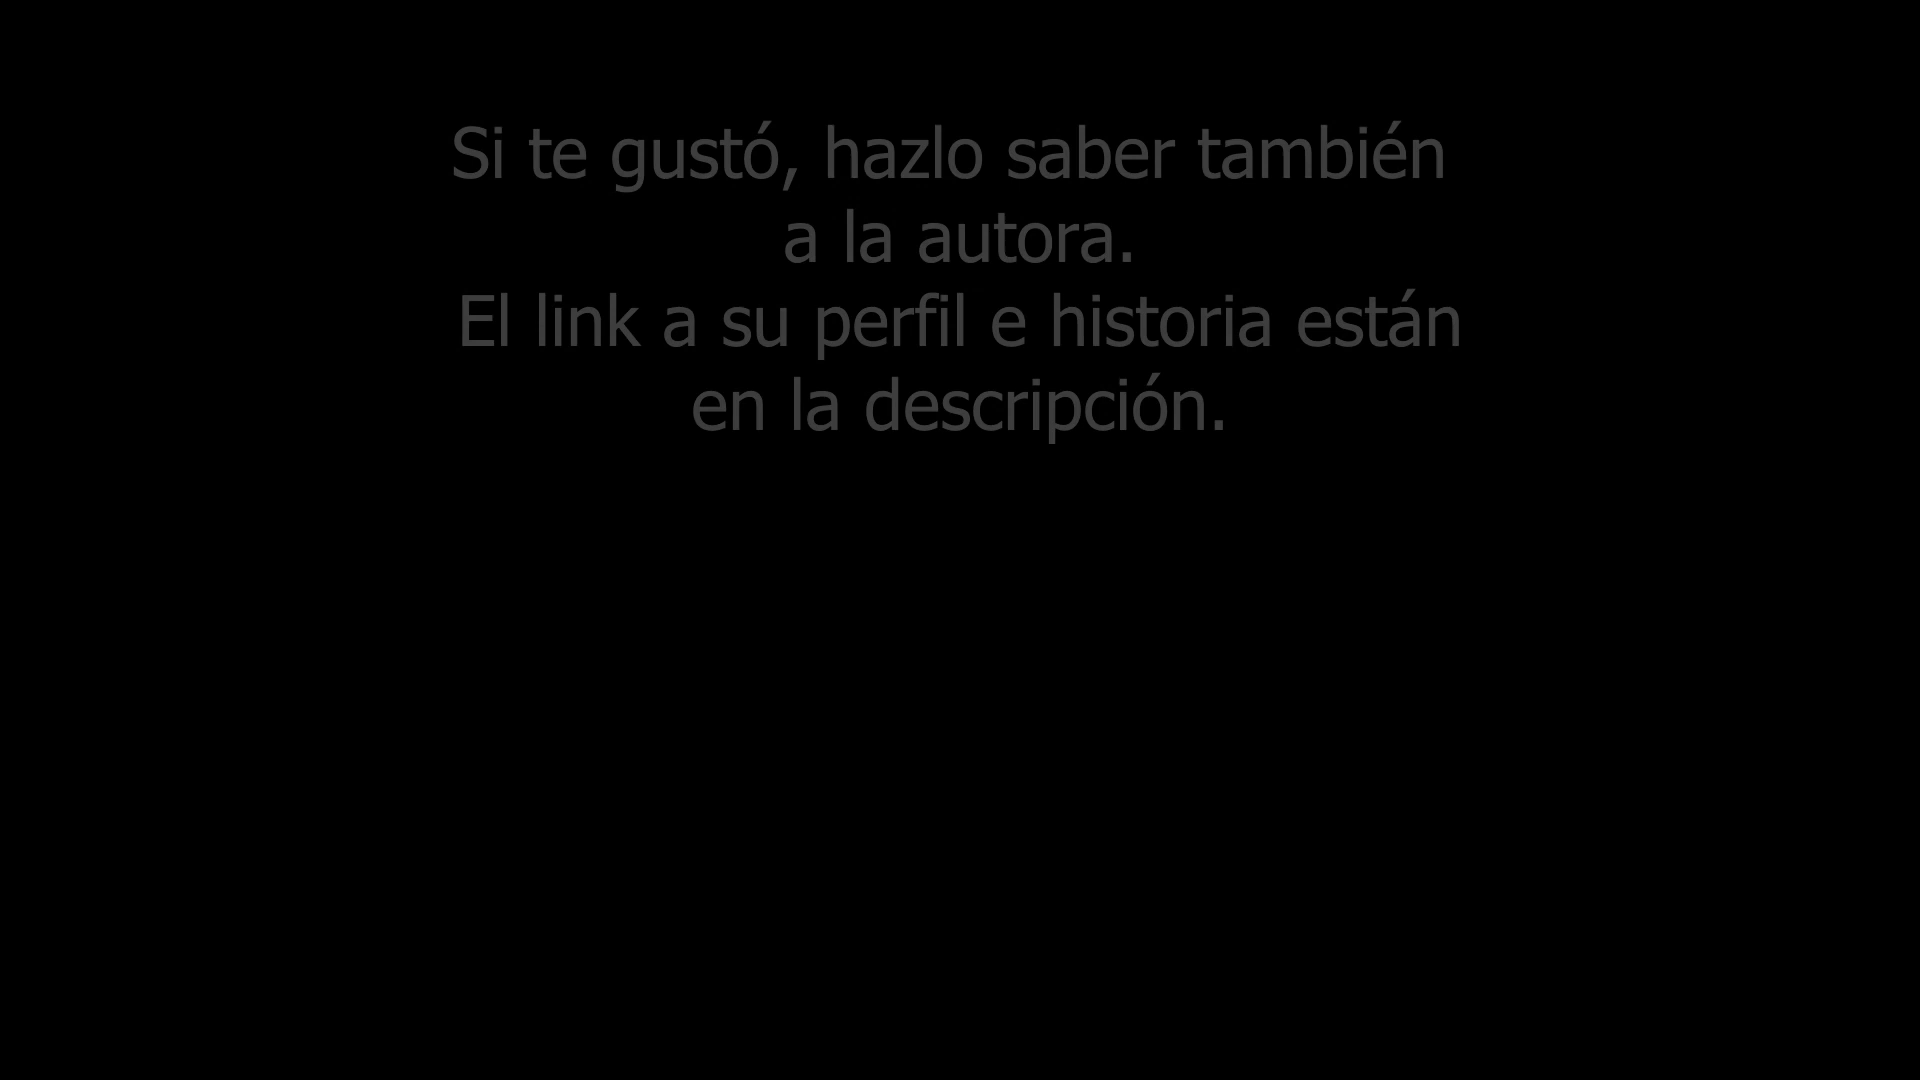 Si te gustó, hazlo saber también
a la autora.
El link a su perfil e historia están
en la descripción.